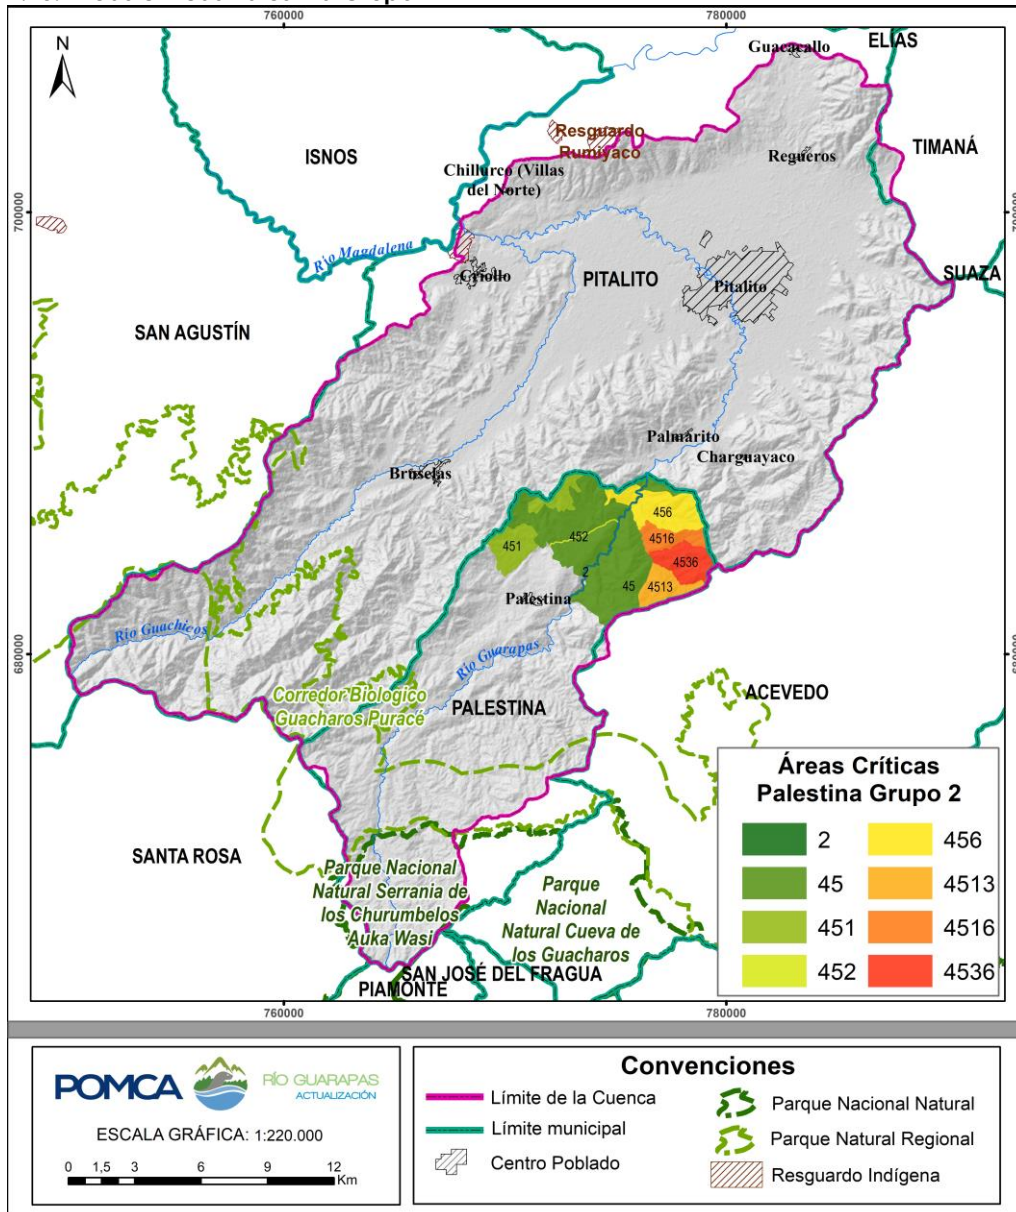 760000
780000
N
Guacacallo
ELÍAS
Resguardo
Rumiyaco
ISNOS
TIMANÁ
Regueros
Chillurco (Villas
del Norte)
700000
Río Magdalena
SUAZA
Criollo
PITALITO
Pitalito
SAN AGUSTÍN
Palmarito
Charguayaco
Bruselas
456
452
4516
451
4536
2
45
4513
Palestina
Río Guachicos
Río Guarapas
680000
680000
Corredor Biologico
Guacharos Puracé
PALESTINA
ACEVEDO
Áreas Críticas
Palestina Grupo 2
2
456
45
4513
451
4516
452
4536
SANTA ROSA
Parque Nacional
Natural Serrania de
los Churumbelos
Auka Wasi
Parque
Nacional
Natural Cueva de
los Guacharos
SAN JOSÉ DEL FRAGUA
PIAMONTE
760000
780000
POMCA
RÍO GUARAPAS
ACTUALIZACIÓN
ESCALA GRÁFICA: 1:220.000
0 1,5 3 6 9 12
Km
Convenciones
Límite de la Cuenca
Límite municipal
Centro Poblado
Parque Nacional Natural
Parque Natural Regional
Resguardo Indígena